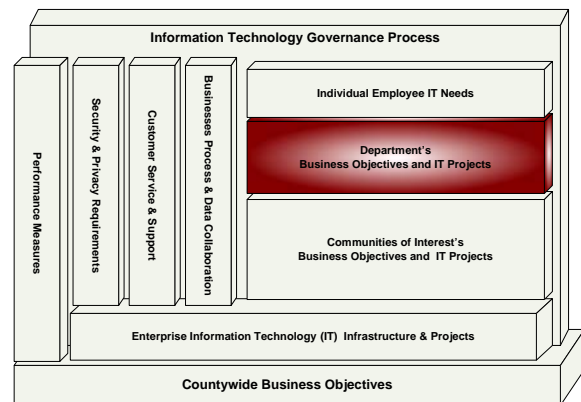 Information Technology Governance Process
Performance Measures
Security & Privacy Requirements
Customer Service & Support
Businesses Process & Data Collaboration
Individual Employee IT Needs
Department's
Business Objectives and IT Projects
Communities of Interest's
Business Objectives and IT Projects
Enterprise Information Technology (IT) Infrastructure & Projects
Countywide Business Objectives